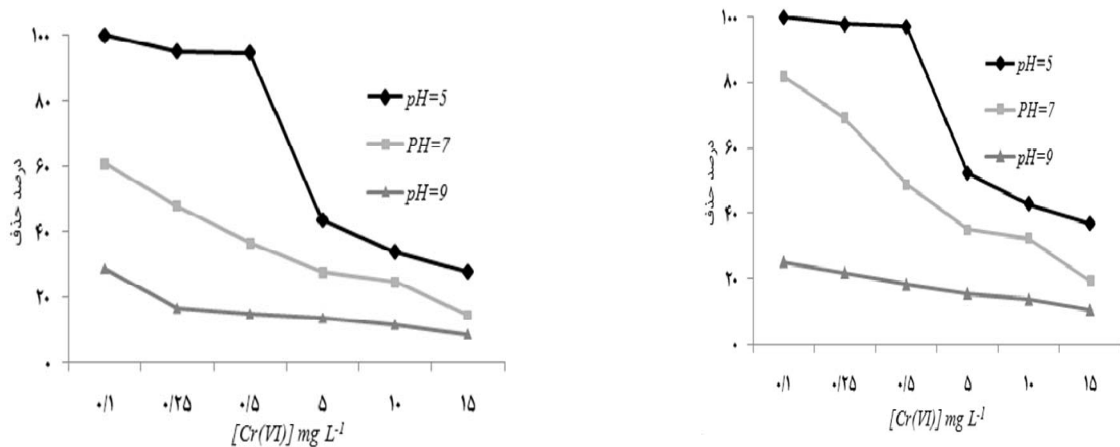 ۱۰۰
۸۰
۶۰
۴۰
۲۰
۰
درصد حذف
pH=5
PH=7
pH=9
۰/۱ ۰/۲۵ ۰/۵ ۵ ۱۰ ۱۵
[Cr(VI)] mg L-1
۱۰۰
۸۰
۶۰
۴۰
۲۰
۰
درصد حذف
pH=5
PH=7
pH=9
۰/۱ ۰/۲۵ ۰/۵ ۵ ۱۰ ۱۵
[Cr(VI)] mg L-1